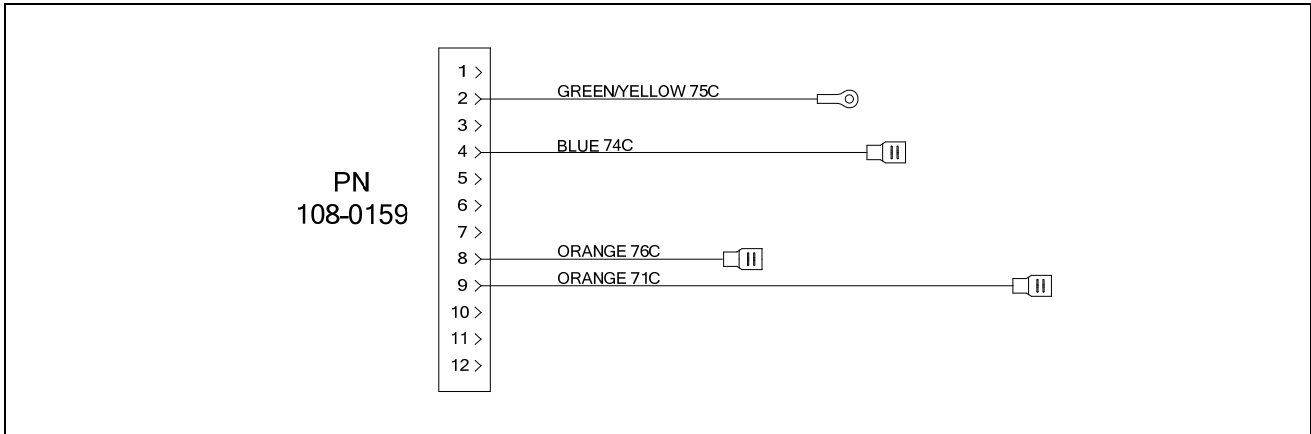 1
2 GREEN/YELLOW 75C
3
4 BLUE 74C
5
6
7
8 ORANGE 76C
9 ORANGE 71C
10
11
12
PN
108-0159